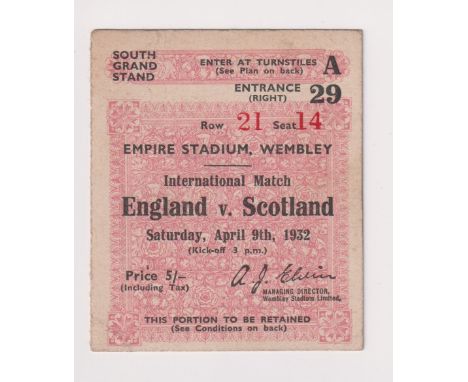 SOUTH
GRAND
STAND
ENTER AT TURNSTILES
(See Plan on back)
A
ENTRANCE
(RIGHT)
29
Row 21 Seat 14
EMPIRE STADIUM, WEMBLEY
International Match
England v. Scotland
Saturday, April 9th, 1932
(Kick-off 3 p.m.)
Price 5/-
(Including Tax)
A. J. Elvin
MANAGING DIRECTOR,
Wembley Stadium Limited.
THIS PORTION TO BE RETAINED
(See Conditions on back)